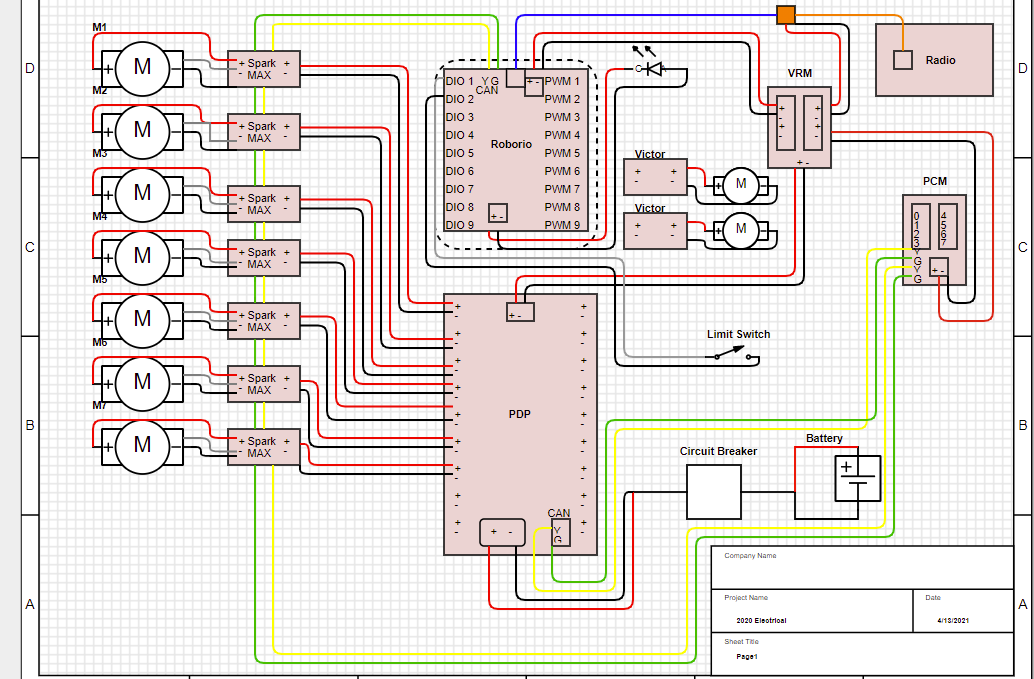 D
D
C
C
B
B
A
A
M1
M
+ Spark +
- MAX -
M2
M
+ Spark +
- MAX -
M3
M
+ Spark +
- MAX -
M4
M
+ Spark +
- MAX -
M5
M
+ Spark +
- MAX -
M6
M
+ Spark +
- MAX -
M7
M
+ Spark +
- MAX -
DIO 1 Y G + - PWM 1
CAN
DIO 2 PWM 2
DIO 3 PWM 3
DIO 4 PWM 4
Roborio
DIO 5 PWM 5
DIO 6 PWM 6
DIO 7 PWM 7
DIO 8 PWM 8
+ -
DIO 9 PWM 9
C A
Victor
+ +
- -
M
Victor
+ +
- -
M
VRM
+ +
- -
+ +
- -
+ -
Radio
PCM
0 4
1 5
2 6
3 7
Y
G
Y
G
+ -
Limit Switch
+ -
PDP
CAN
Y
G
+ -
Circuit Breaker
Battery
+
Company Name
Project Name
2020 Electrical
Date
4/13/2021
Sheet Title
Page1